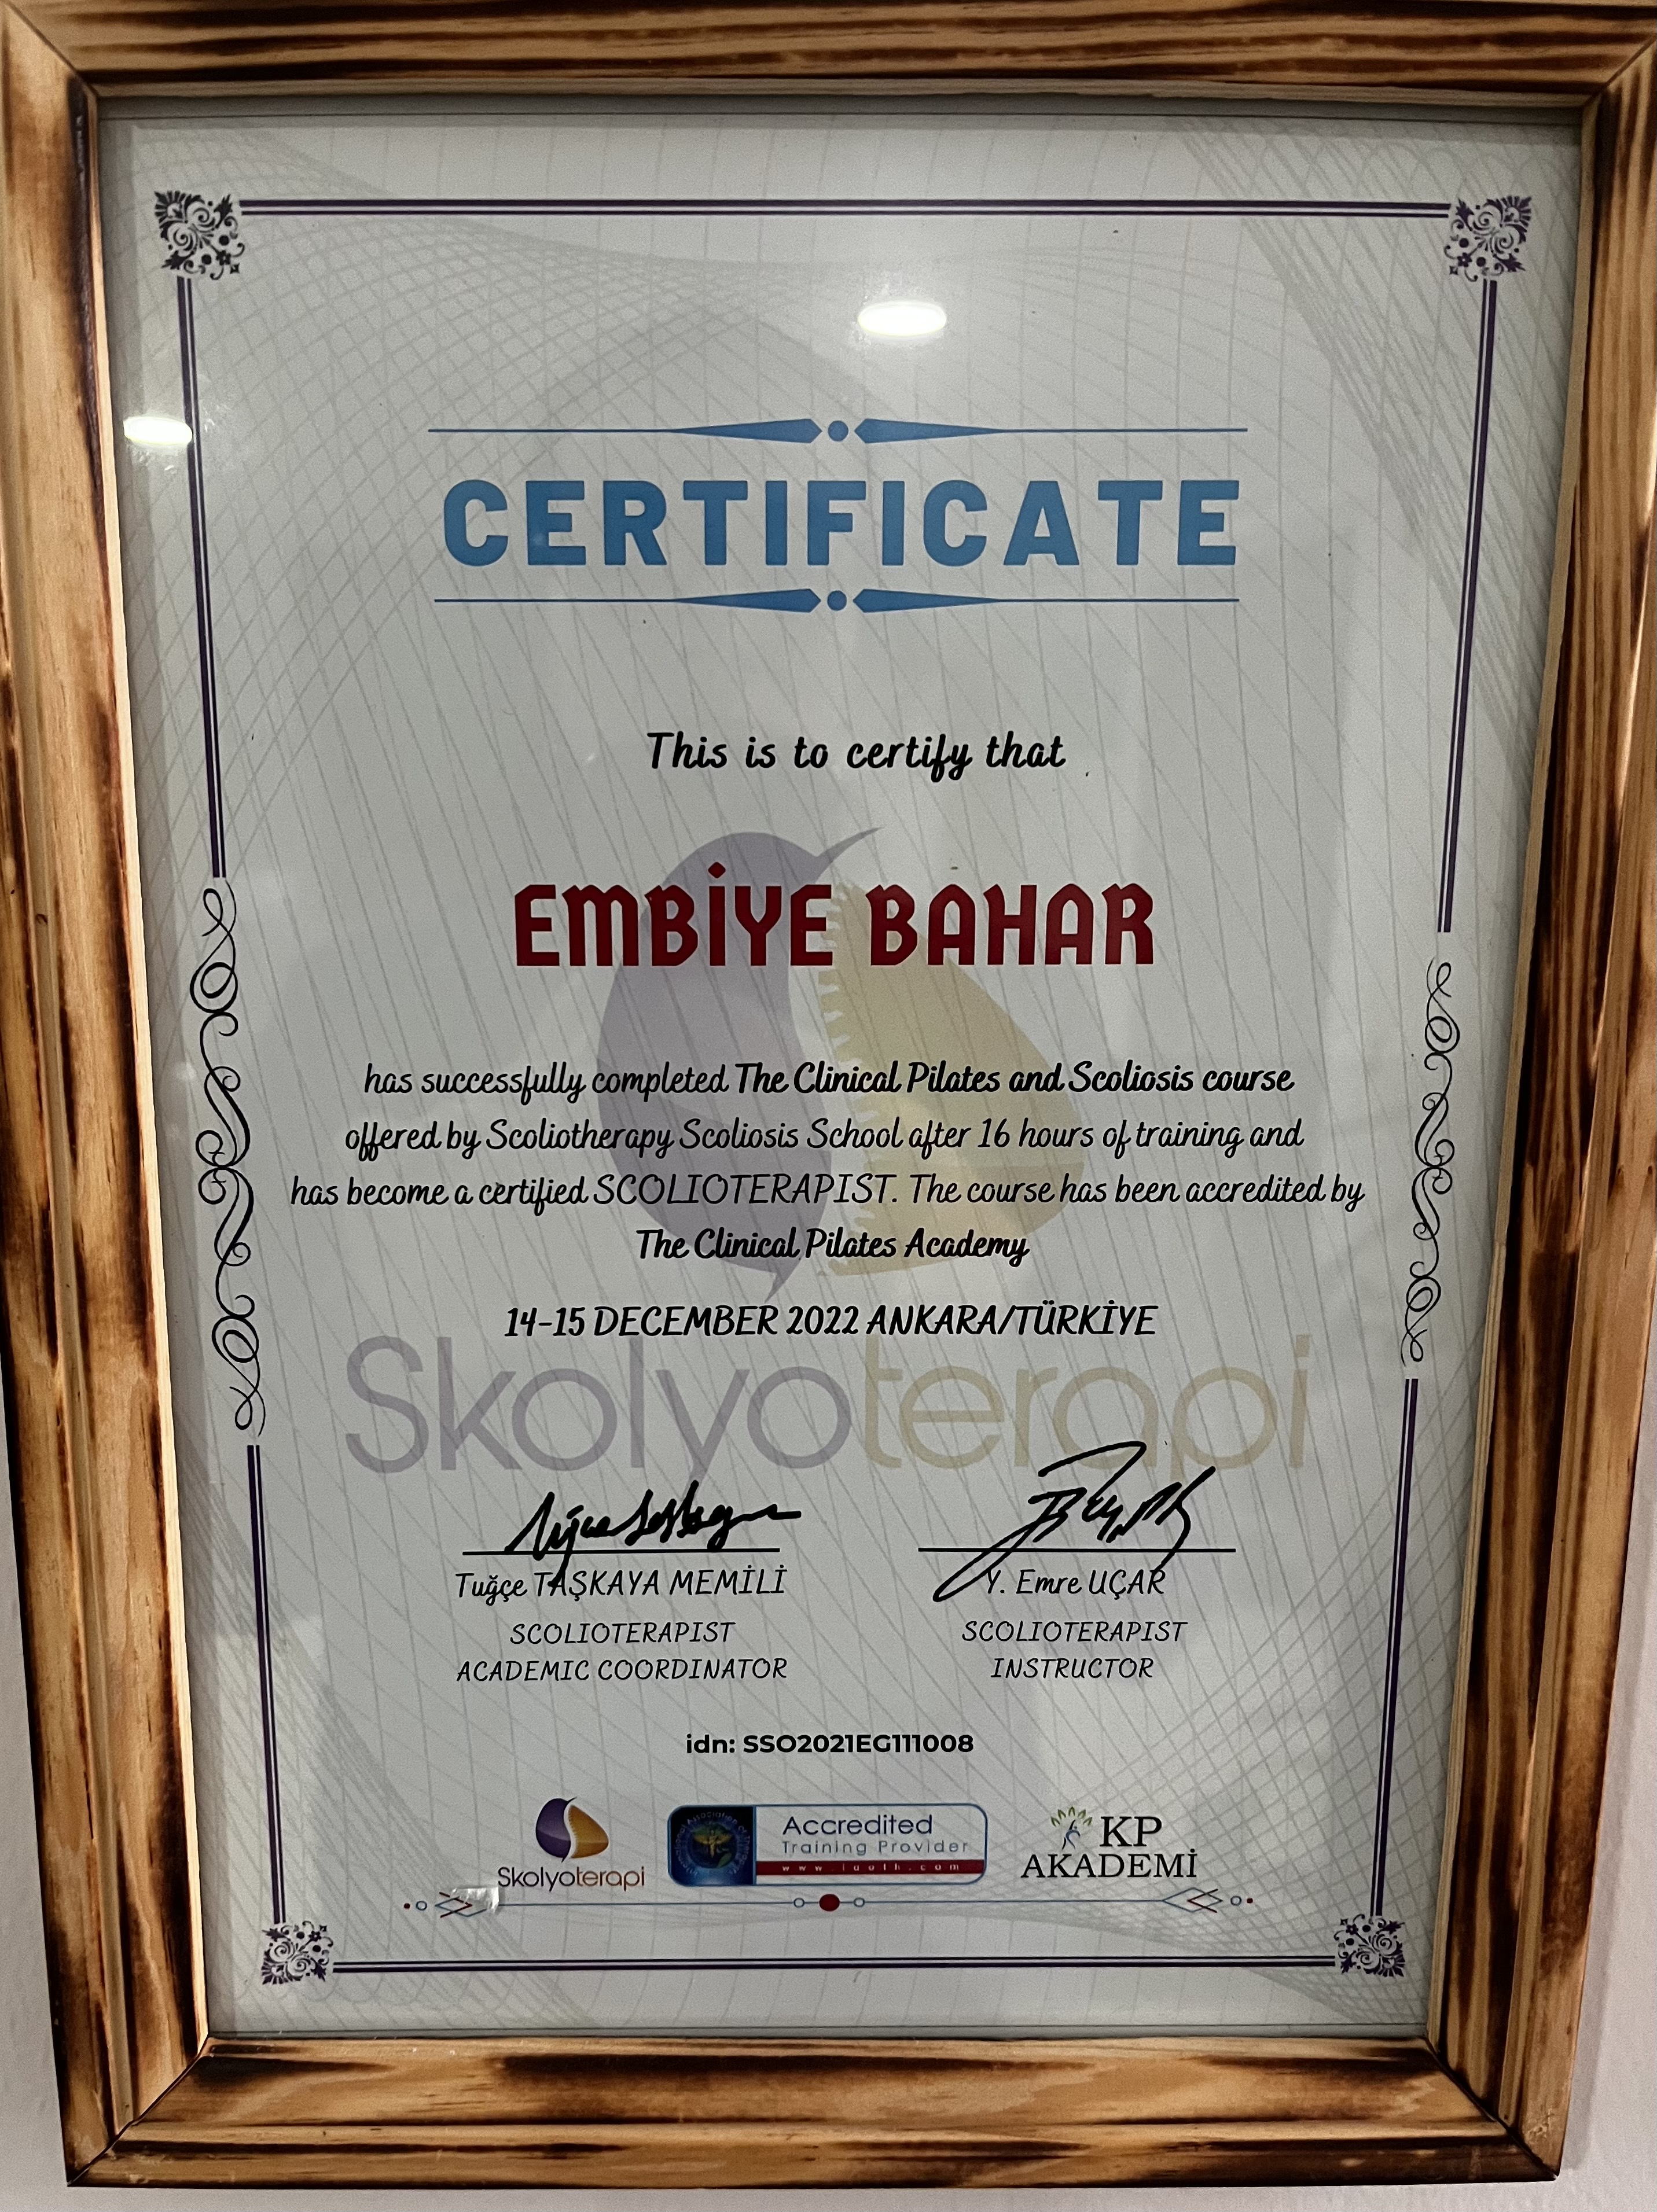 CERTIFICATE
This is to certify that
EMBİYE BAHAR
has successfully completed The Clinical Pilates and Scoliosis course
offered by Scoliotherapy Scoliosis School after 16 hours of training and
has become a certified SCOLIOTERAPIST. The course has been accredited by
The Clinical Pilates Academy
14-15 DECEMBER 2022 ANKARA/TÜRKİYE
Skolyoterapi
Tuğçe TAŞKAYA MEMİLİ
SCOLIOTERAPIST
ACADEMIC COORDINATOR
Y. Emre UÇAR
SCOLIOTERAPIST
INSTRUCTOR
idn: SSO2021EG111008
Skolyoterapi
Accredited
Training Provider
www.iaoth.com
KP
AKADEMİ